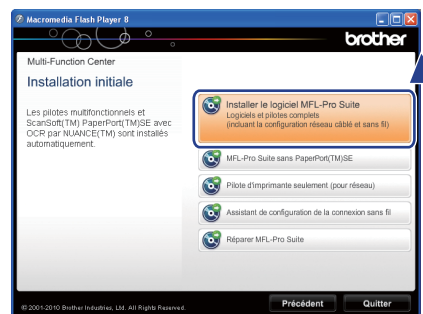 Macromedia Flash Player 8
brother
Multi-Function Center
Installation initiale
Les pilotes multifonctionnels et
ScanSoft(TM) PaperPort(TM)SE avec
OCR par NUANCE(TM) sont installés
automatiquement.
Installer le logiciel MFL-Pro Suite
Logiciels et pilotes complets
(incluant la configuration réseau câblé et sans fil)
MFL-Pro Suite sans PaperPort(TM)SE
Pilote d'imprimante seulement (pour réseau)
Assistant de configuration de la connexion sans fil
Réparer MFL-Pro Suite
© 2001-2010 Brother Industries, Ltd. All Rights Reserved.
Précédent
Quitter